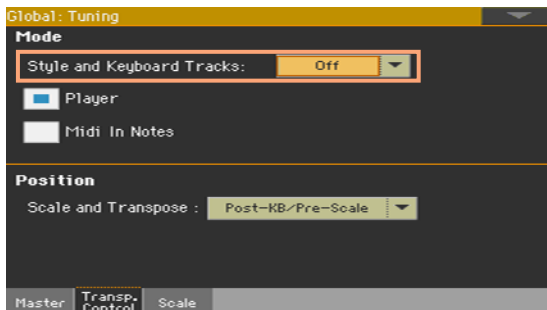 Global: Tuning
Mode
Style and Keyboard Tracks: Off
Player
Midi In Notes
Position
Scale and Transpose : Post-KB/Pre-Scale
Master Transp. Control Scale